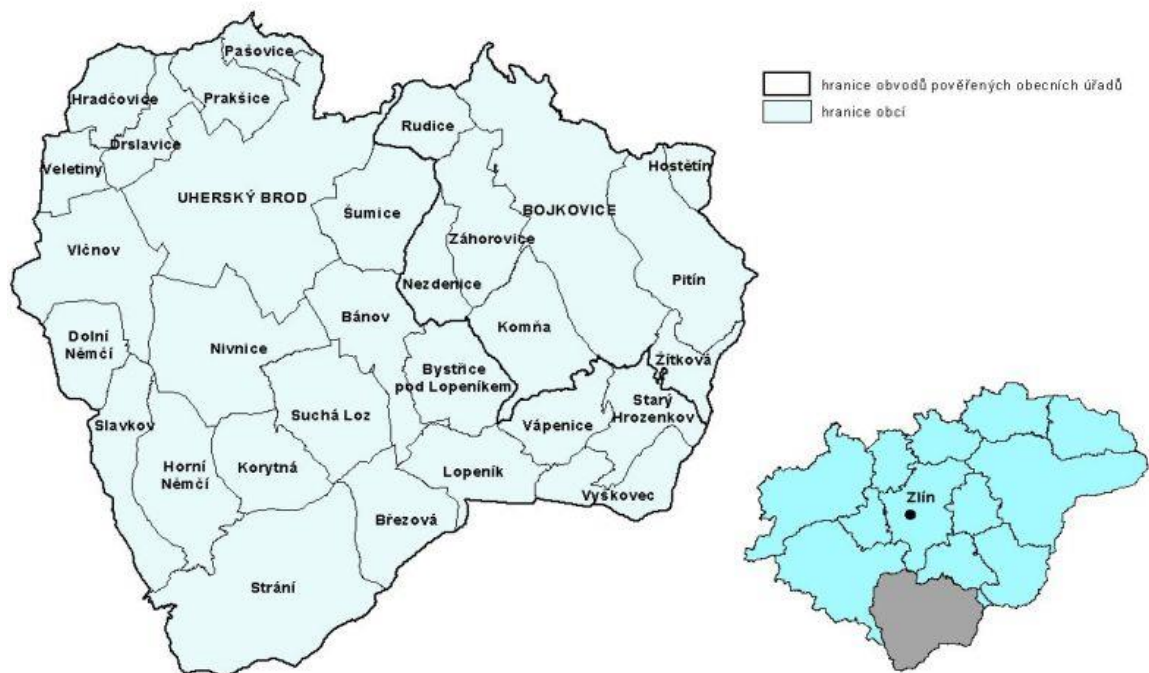 Pašovice
Hradčovice
Prakšice
Rudice
Drslavice
Hostětín
Veletiny
UHERSKÝ BROD
Šumice
BOJKOVICE
Záhorovice
Vlčnov
Nezdenice
Pitín
Bánov
Komňa
Dolní
Němčí
Nivnice
Žítková
Bystřice
pod Lopeníkem
Starý
Hrozenkov
Suchá Loz
Slavkov
Vápenice
Horní
Němčí
Korytná
Lopeník
Vyškovec
Březová
Strání
hranice obvodů pověřených obecních úřadů
hranice obcí
Zlín